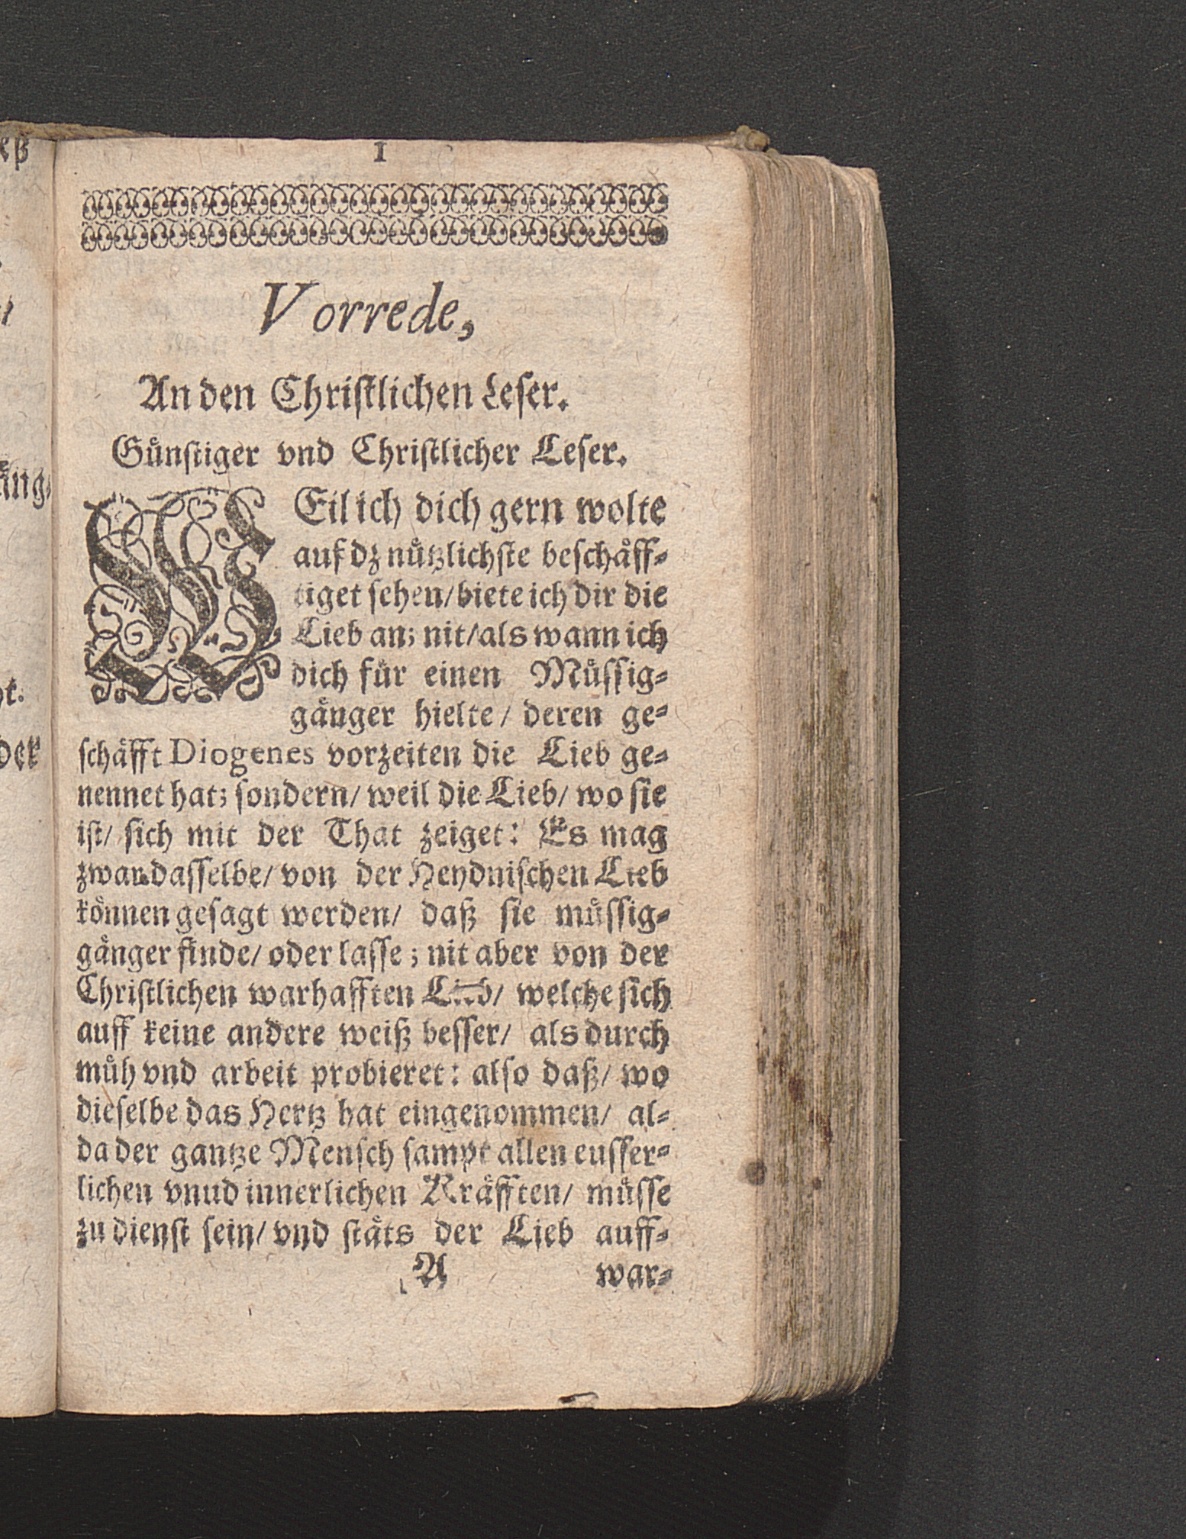 eß
äng⸗
der
1
Vorrede,
An den Christlichen Leser.
Günstiger vnd Christlicher Leser.
WEil ich dich gern wolte
auf dz nützlichste beschäff⸗
tiget sehen/ biete ich dir die
Lieb an; nit/ als wann ich
dich für einen Müssig⸗
gänger hielte/ deren ge⸗
schäfft Diogenes vorzeiten die Lieb ge⸗
nennet hat; sondern/ weil die Lieb/ wo sie
ist/ sich mit der That zeiget: Es mag
zwar dasselbe/ von der Heydnischen Lieb
können gesagt werden/ daß sie müssig⸗
gänger finde/ oder lasse; nit aber von der
Christlichen warhafften Lieb/ welche sich
auff keine andere weiß besser/ als durch
müh vnd arbeit probieret: also daß/ wo
dieselbe das Hertz hat eingenommen/ al⸗
da der gantze Mensch sampt allen eusser⸗
lichen vnud innerlichen Kräfften/ müsse
zu dienst sein/ vnd stäts der Lieb auff⸗
A war⸗